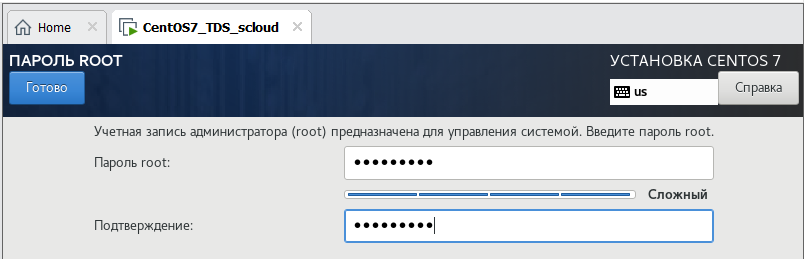 Home
CentOS7_TDS_scloud
ПАРОЛЬ ROOT
УСТАНОВКА CENTOS 7
Готово
us
Справка
Учетная запись администратора (root) предназначена для управления системой. Введите пароль root.
Пароль root:
●●●●●●●●●
Сложный
Подтверждение:
●●●●●●●●●